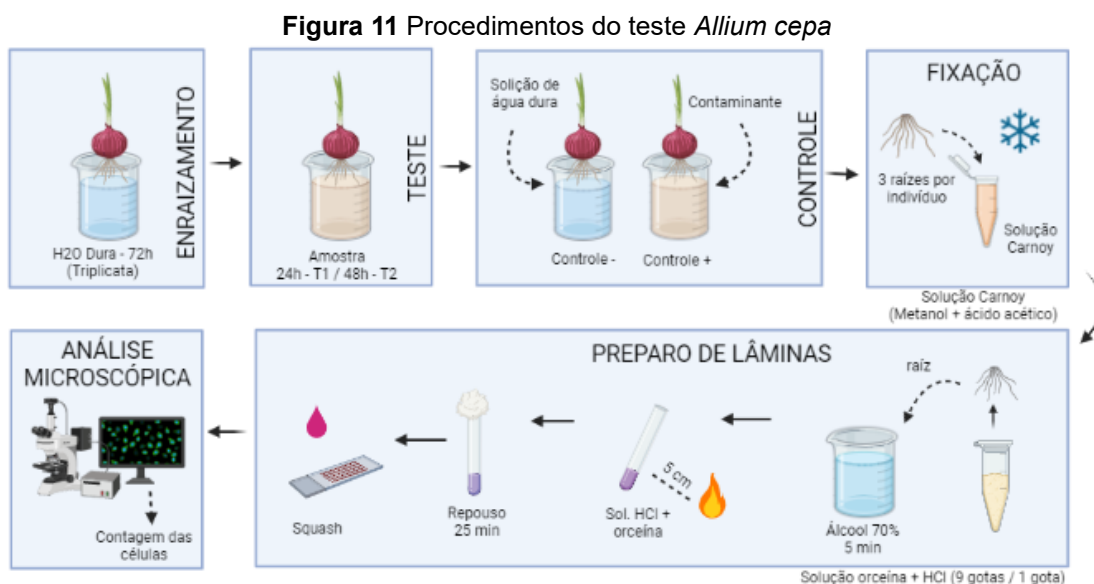 Figura 11 Procedimentos do teste Allium cepa
ENRAIZAMENTO
H2O Dura - 72h
(Triplicata)
TESTE
Amostra
24h - T1 / 48h - T2
CONTROLE
Solição de
água dura
Contaminante
Controle -
Controle +
FIXAÇÃO
3 raízes por
indivíduo
Solução
Carnoy
Solução Carnoy
(Metanol + ácido acético)
PREPARO DE LÂMINAS
raíz
Álcool 70%
5 min
5 cm
Sol. HCl +
orceína
Repouso
25 min
Squash
Solução orceína + HCl (9 gotas / 1 gota)
ANÁLISE
MICROSCÓPICA
Contagem das
células